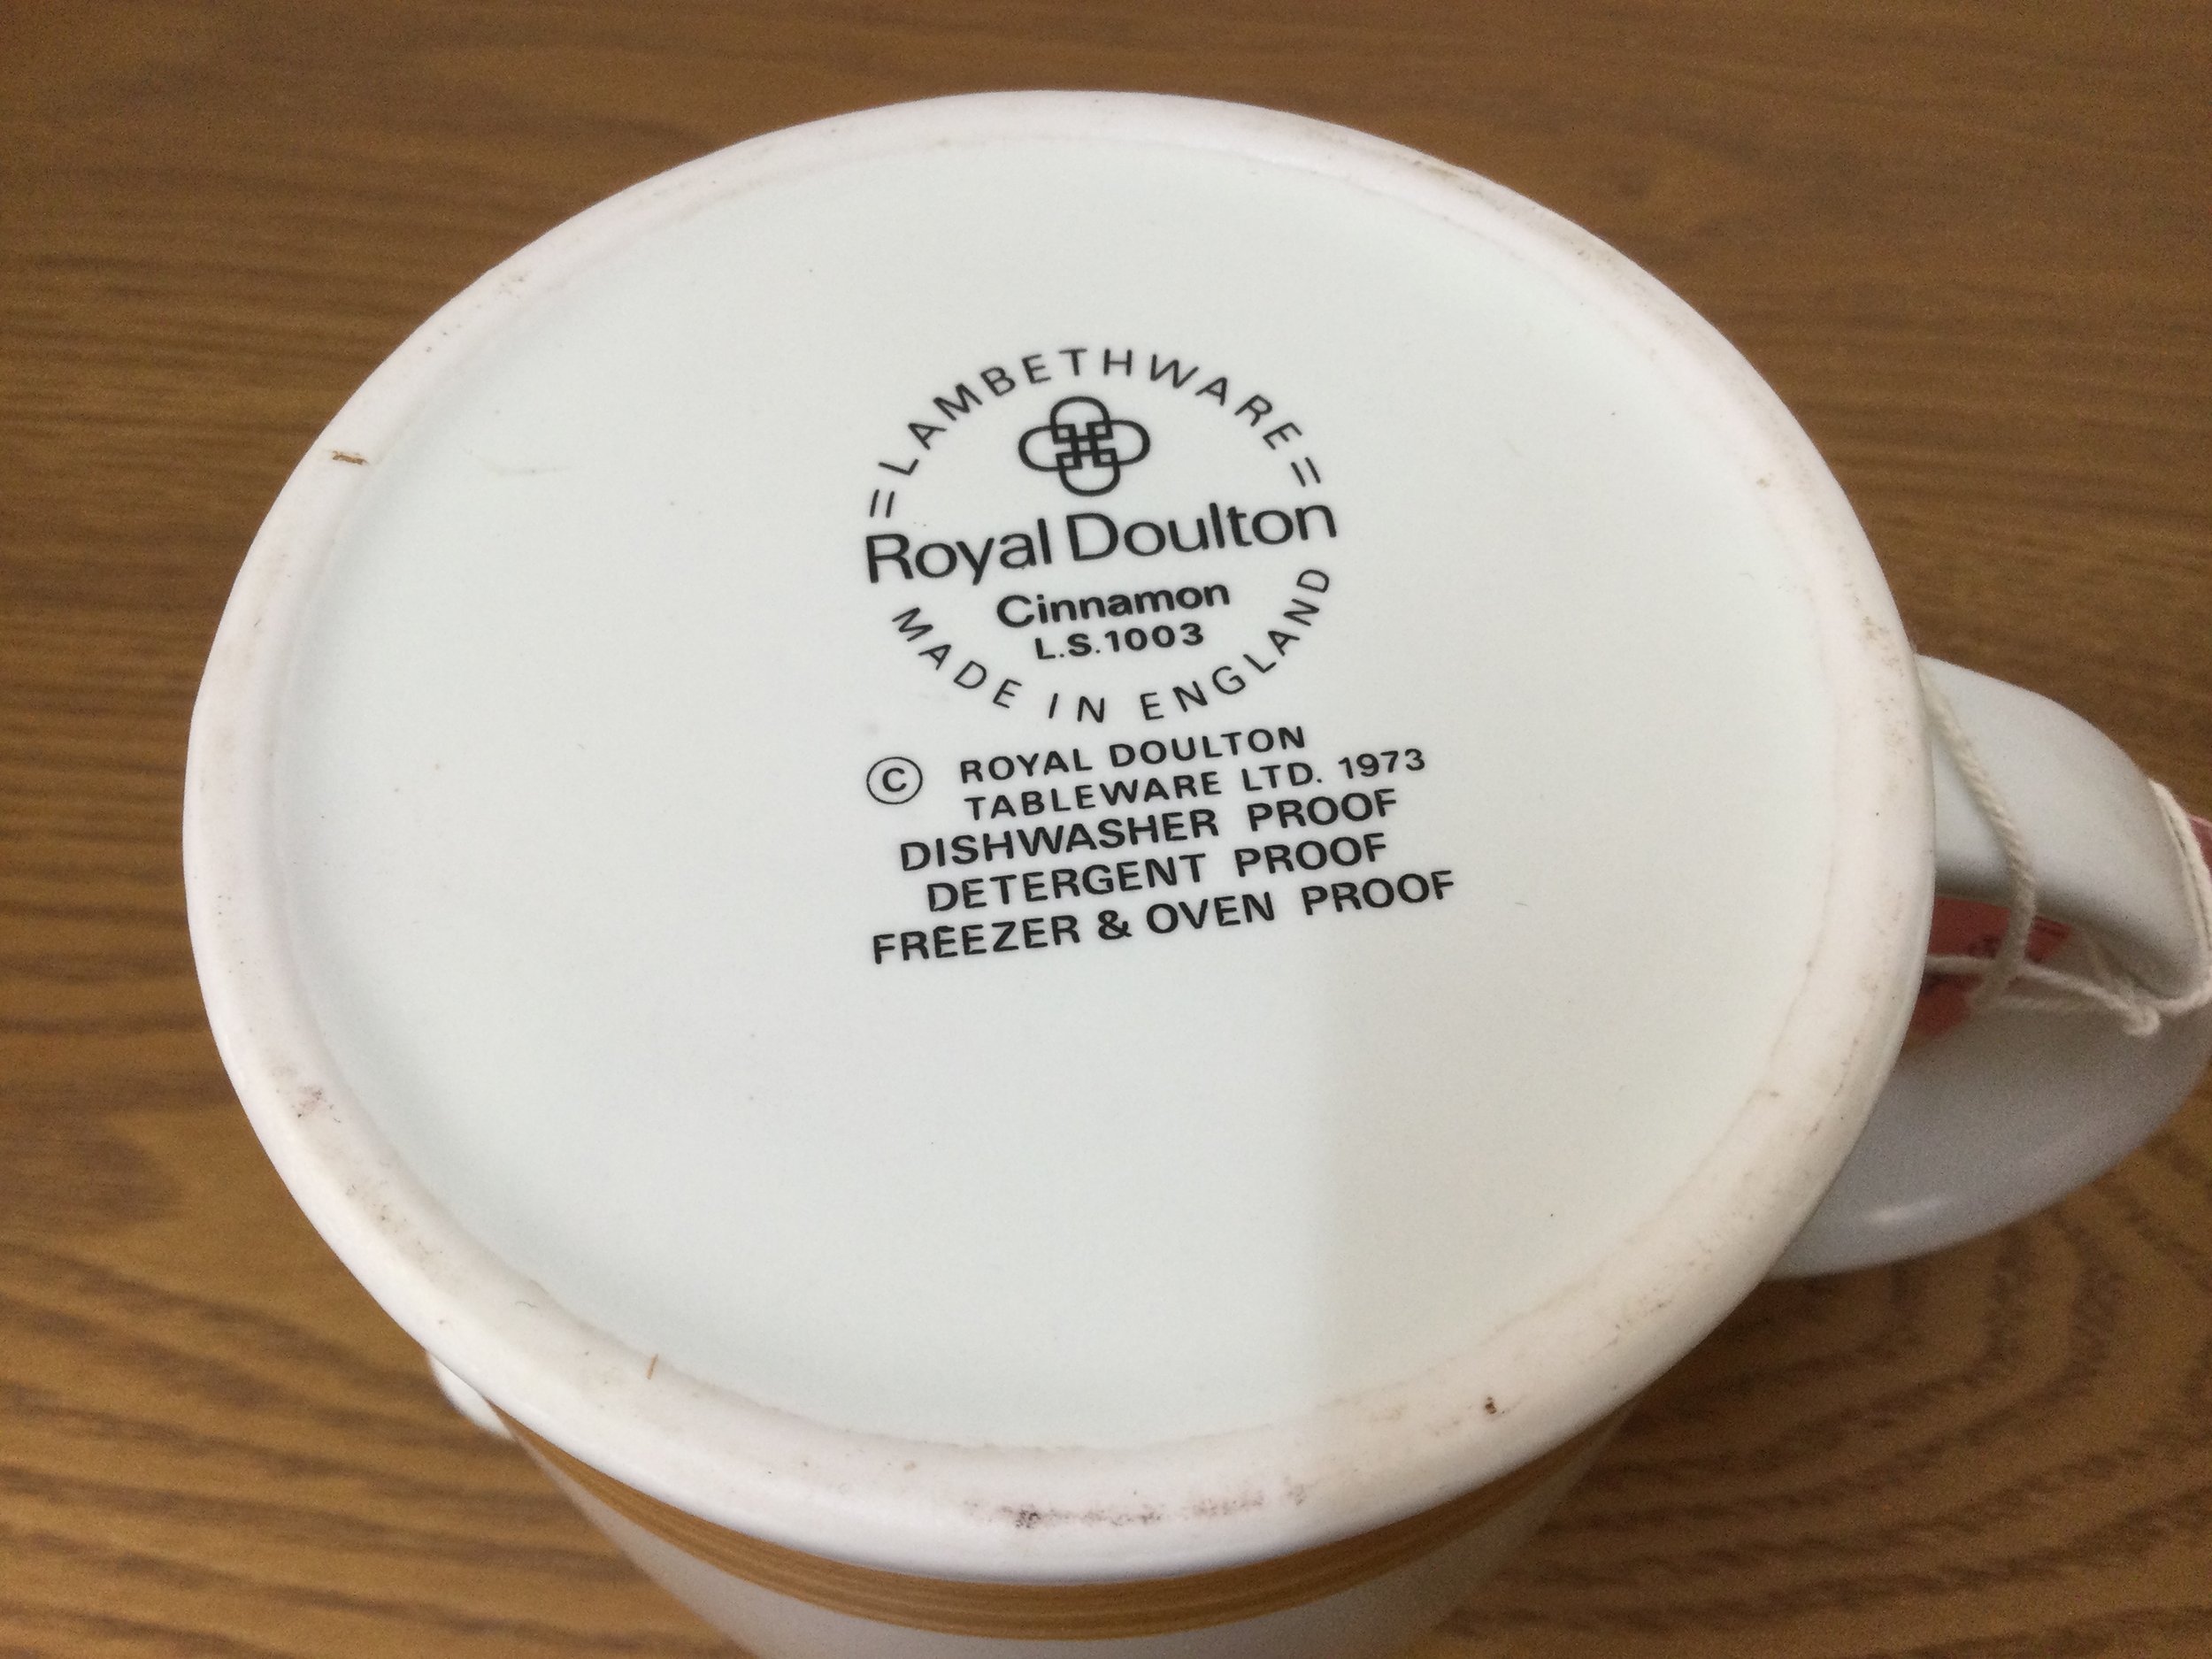 =LAMBETHWARE=
Royal Doulton
Cinnamon
L.S.1003
MADE IN ENGLAND
© ROYAL DOULTON
TABLEWARE LTD. 1973
DISHWASHER PROOF
DETERGENT PROOF
FREEZER & OVEN PROOF